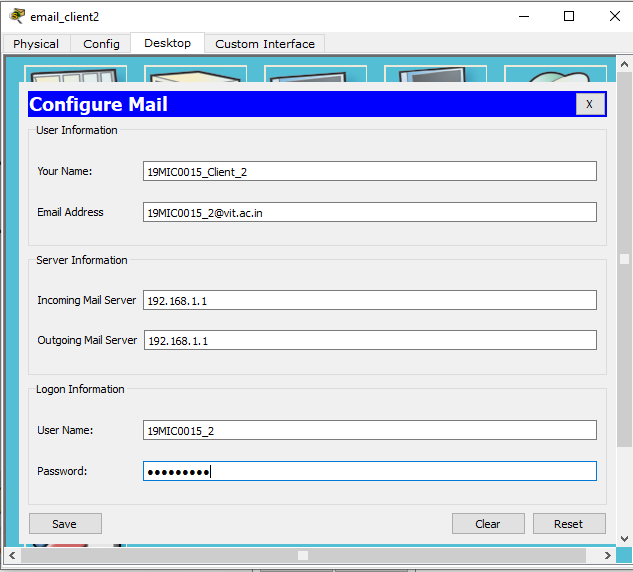 email_client2
Physical Config Desktop Custom Interface
Configure Mail X
User Information
Your Name: 19MIC0015_Client_2
Email Address 19MIC0015_2@vit.ac.in
Server Information
Incoming Mail Server 192.168.1.1
Outgoing Mail Server 192.168.1.1
Logon Information
User Name: 19MIC0015_2
Password: ●●●●●●●●●
Save Clear Reset